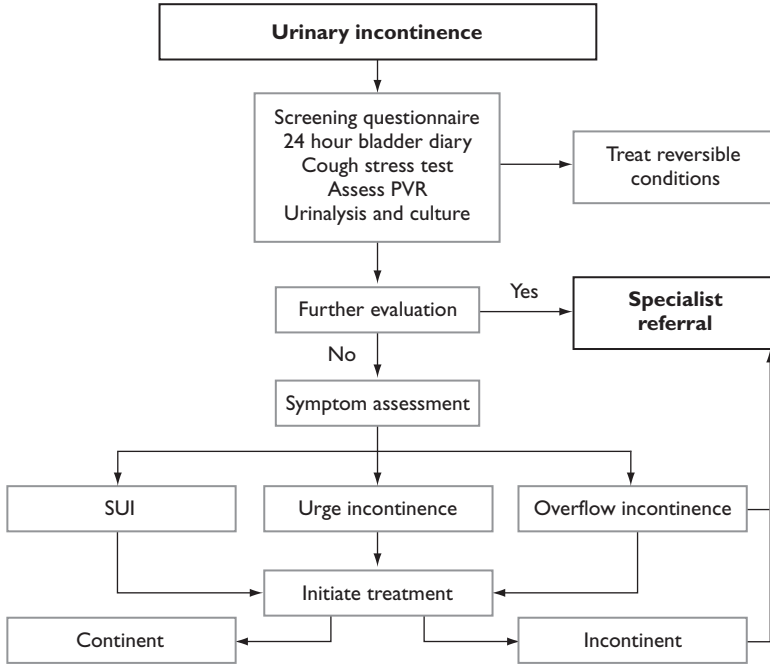 Urinary incontinence
Screening questionnaire
24 hour bladder diary
Cough stress test
Assess PVR
Urinalysis and culture
Treat reversible
conditions
Further evaluation
Yes
Specialist
referral
No
Symptom assessment
SUI
Urge incontinence
Overflow incontinence
Initiate treatment
Continent
Incontinent